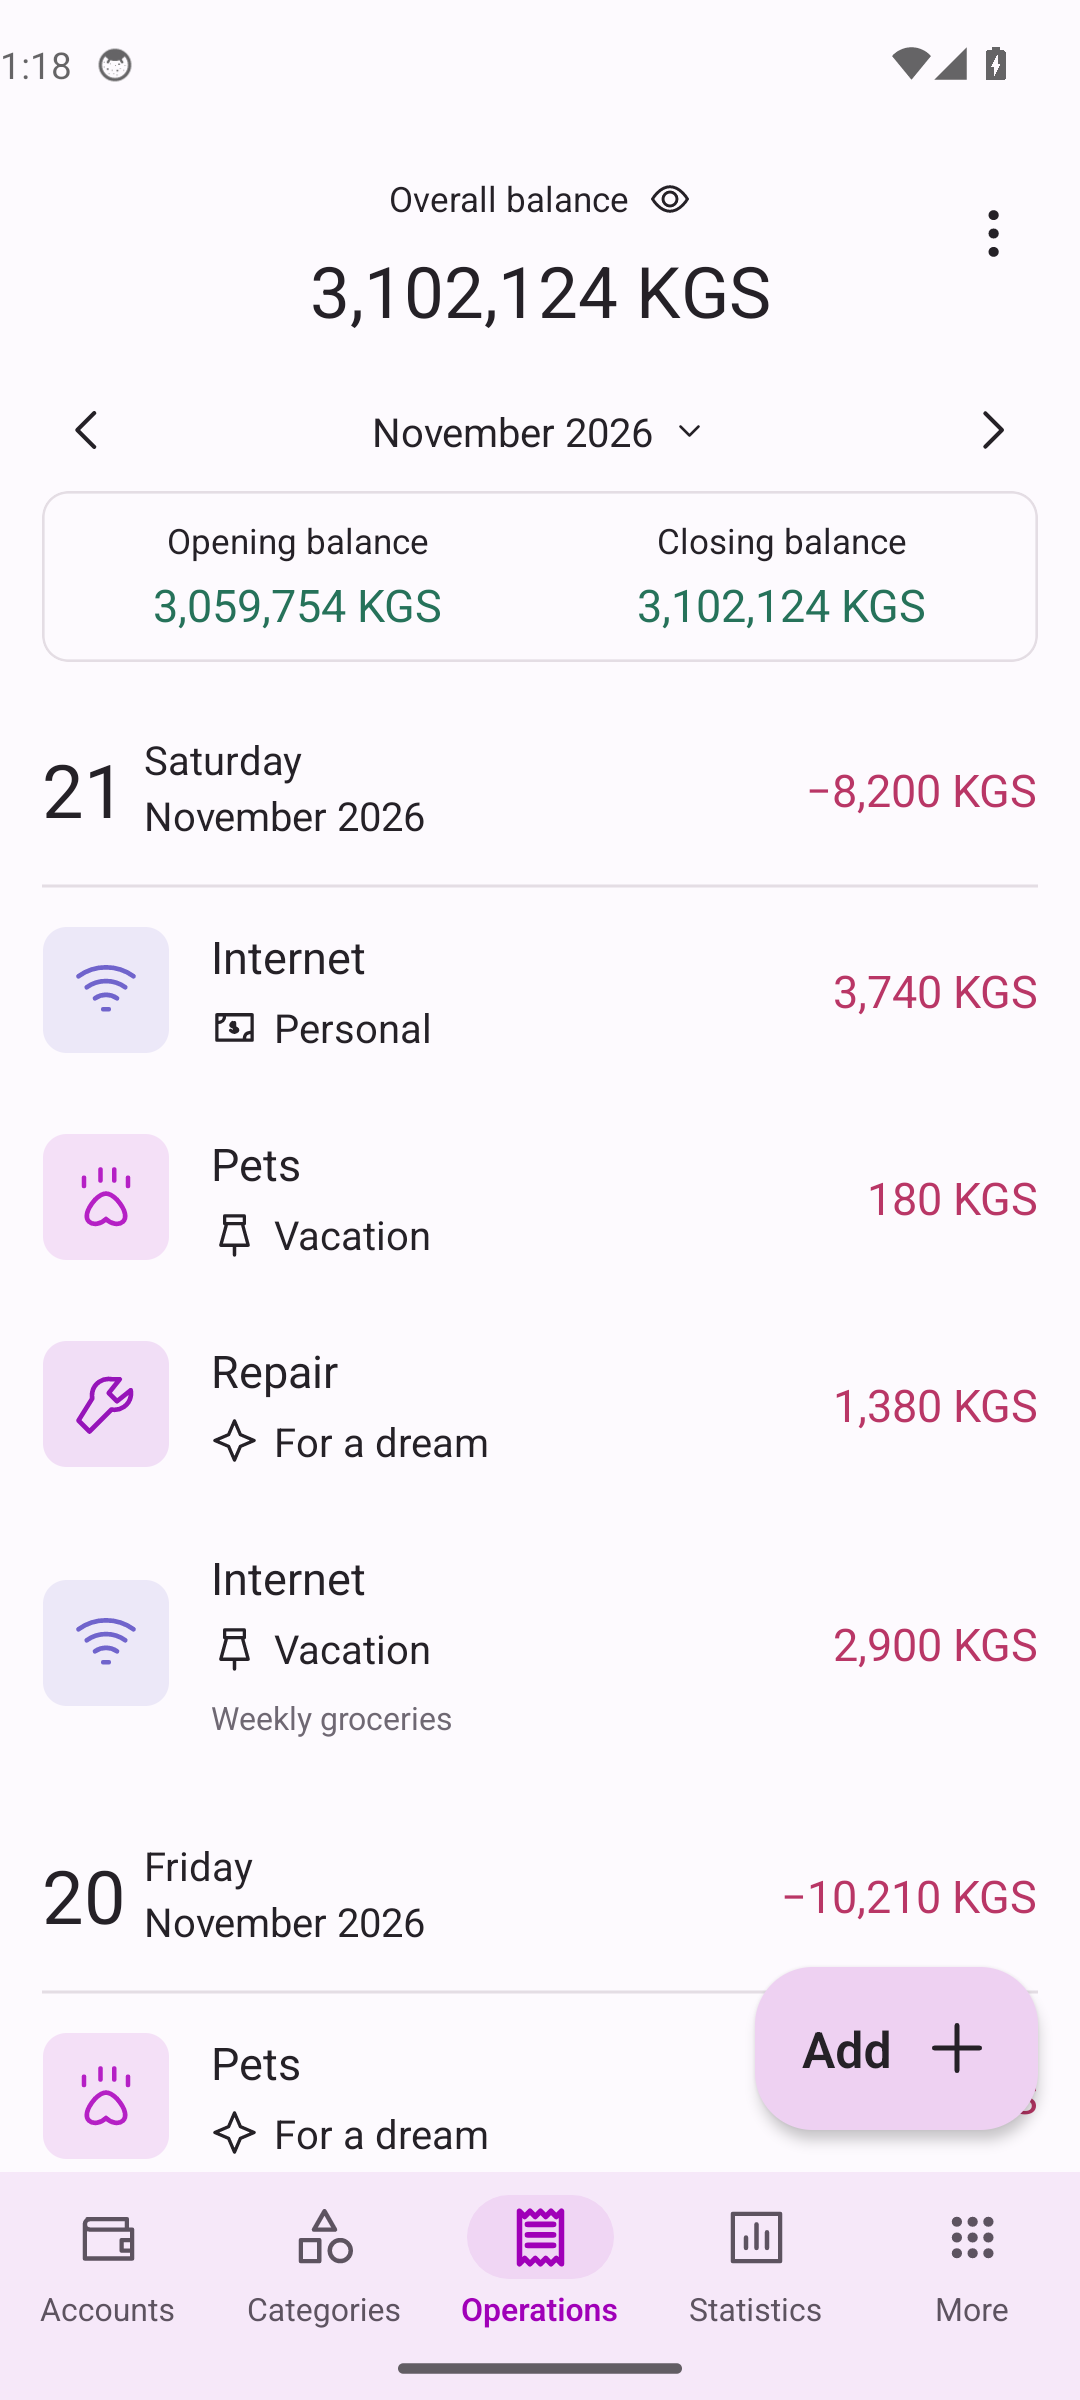 1:18
Overall balance
3,102,124 KGS
November 2026
Opening balance
Closing balance
3,059,754 KGS
3,102,124 KGS
21
Saturday
November 2026
−8,200 KGS
Internet
Personal
3,740 KGS
Pets
Vacation
180 KGS
Repair
For a dream
1,380 KGS
Internet
Vacation
Weekly groceries
2,900 KGS
20
Friday
November 2026
−10,210 KGS
Pets
For a dream
Add
Accounts
Categories
Operations
Statistics
More